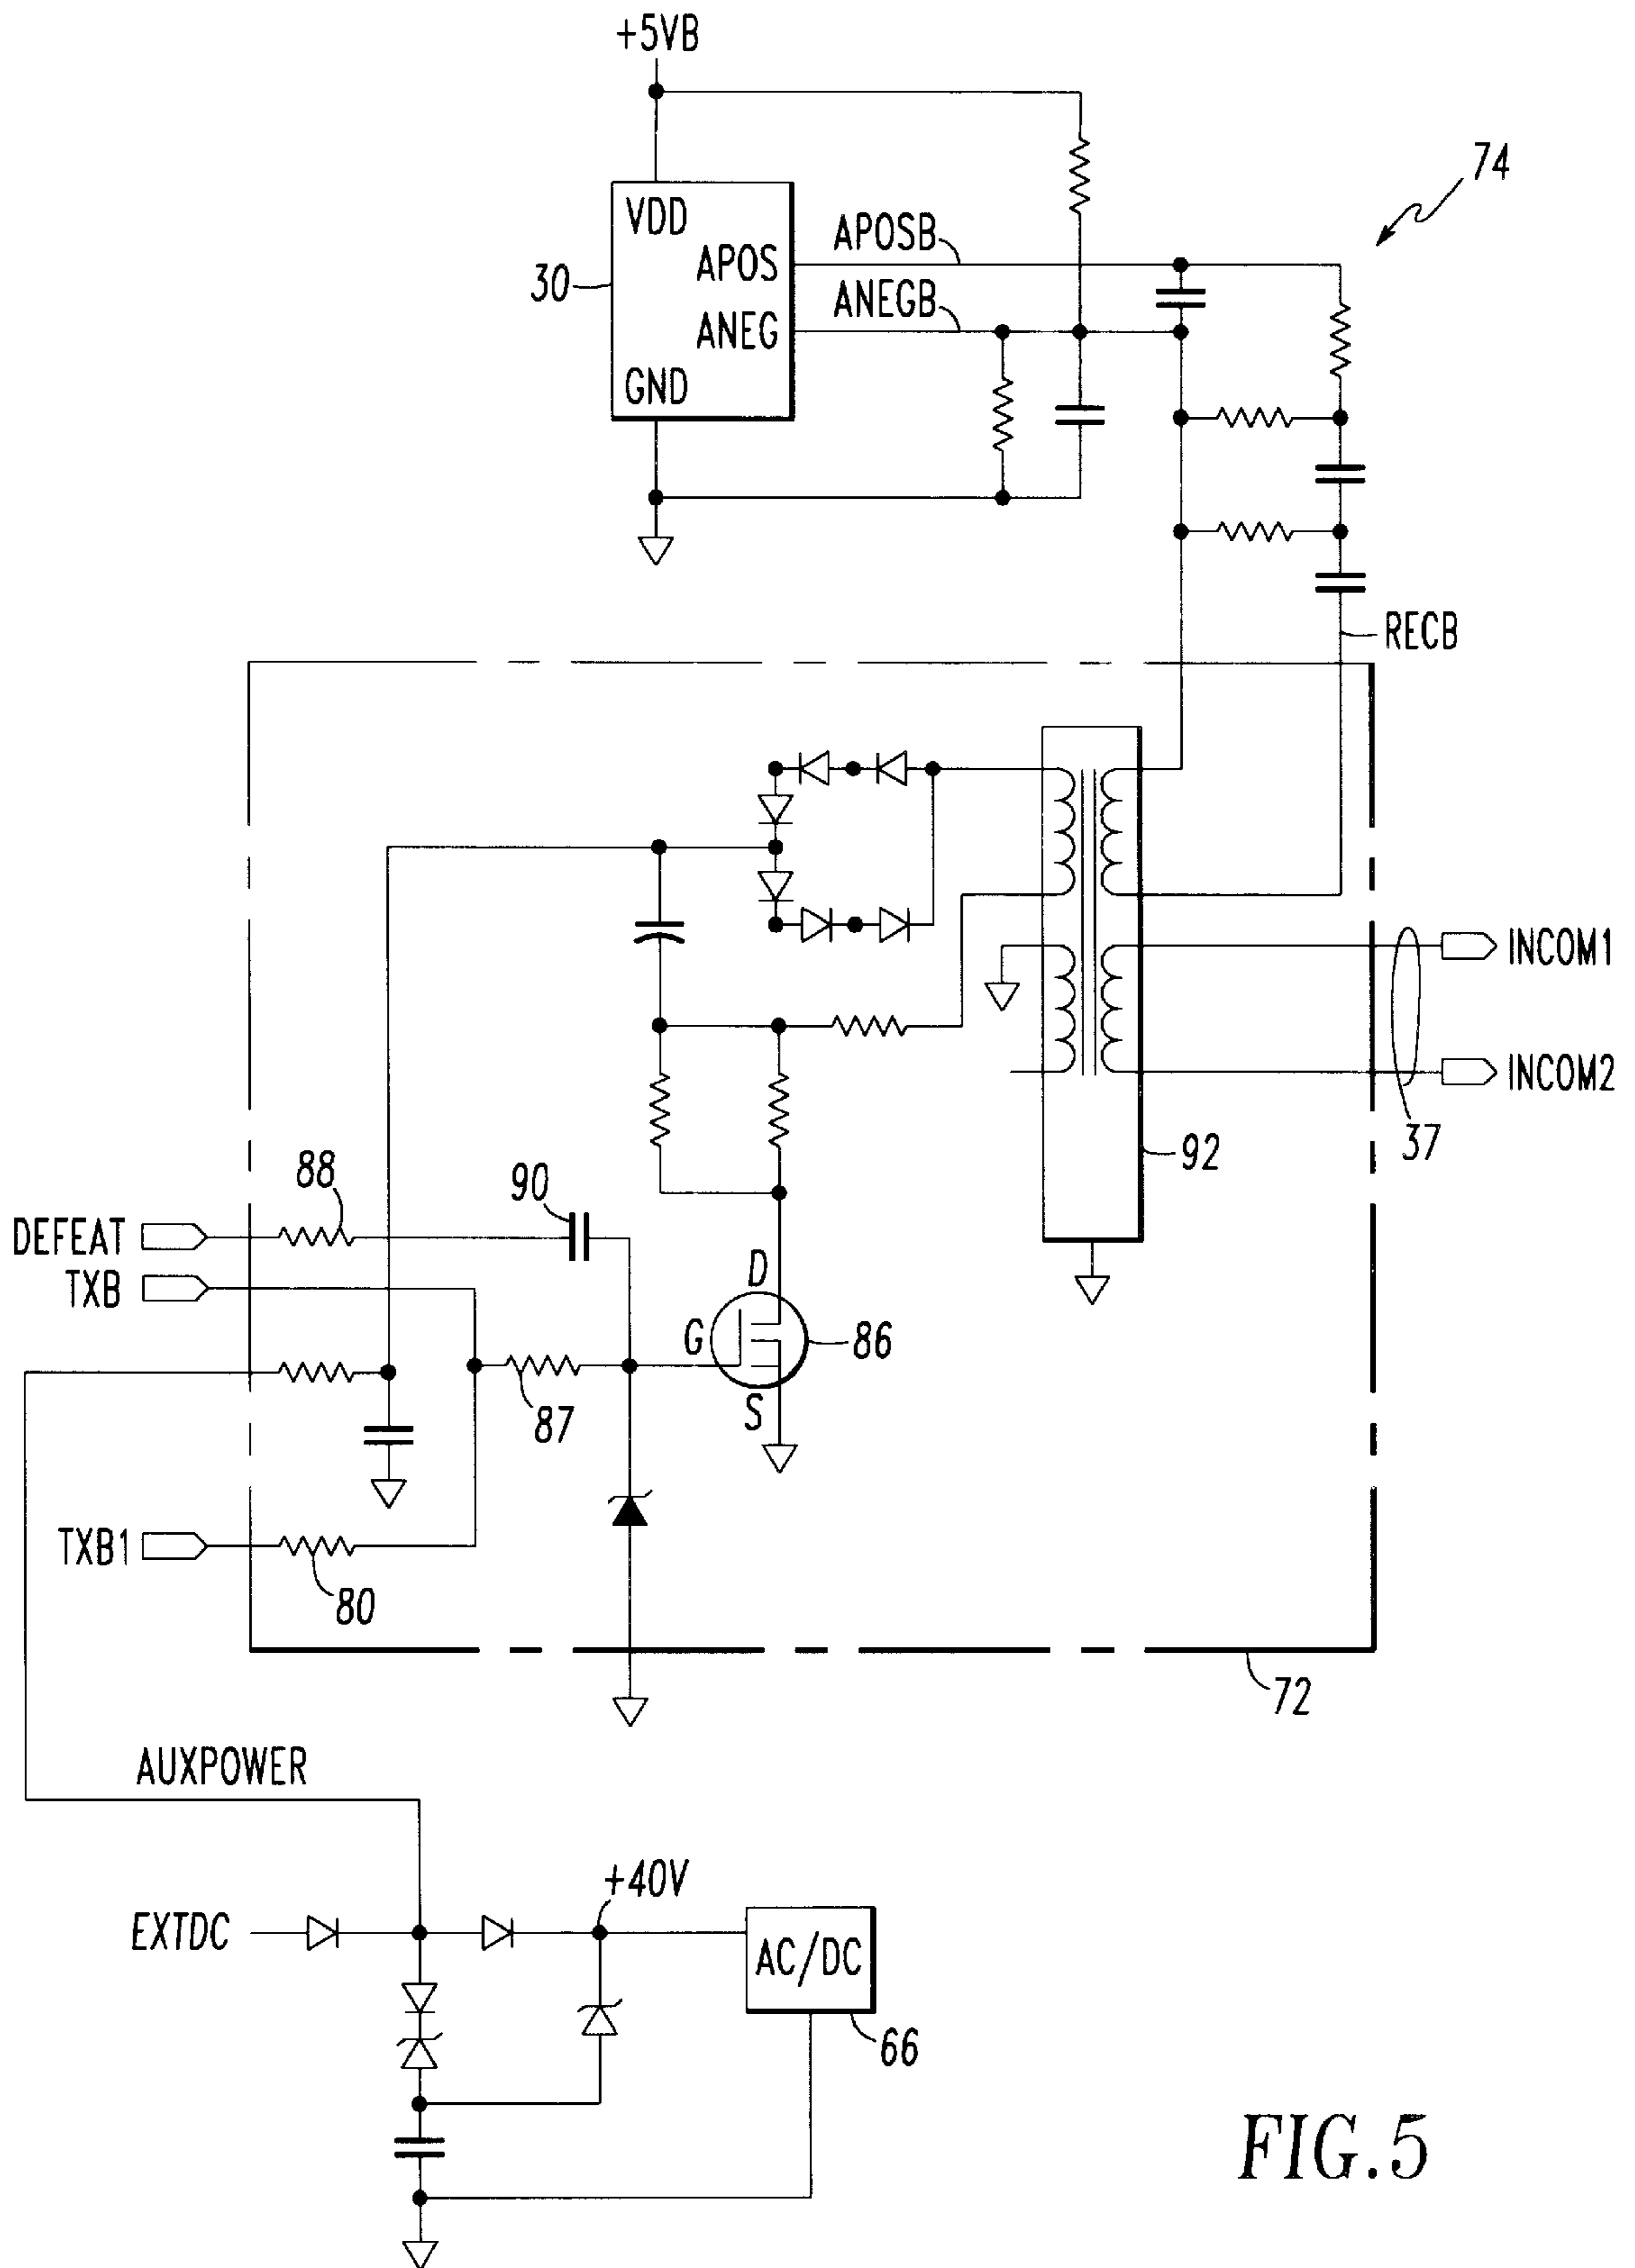 +5VB
74
VDD
APOSB
APOS
30
ANEGB
ANEG
GND
RECB
INCOM1
INCOM2
37
92
88
90
DEFEAT
D
TXB
G
86
87
S
TXB1
80
72
AUXPOWER
+40V
EXTDC
AC/DC
66
FIG.5